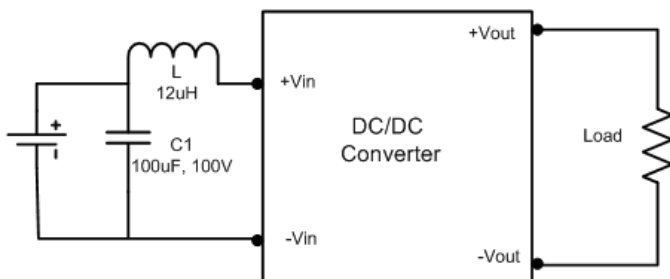 +Vout
L
12uH
+Vin
+
-
C1
100uF, 100V
DC/DC
Converter
Load
-Vin
-Vout